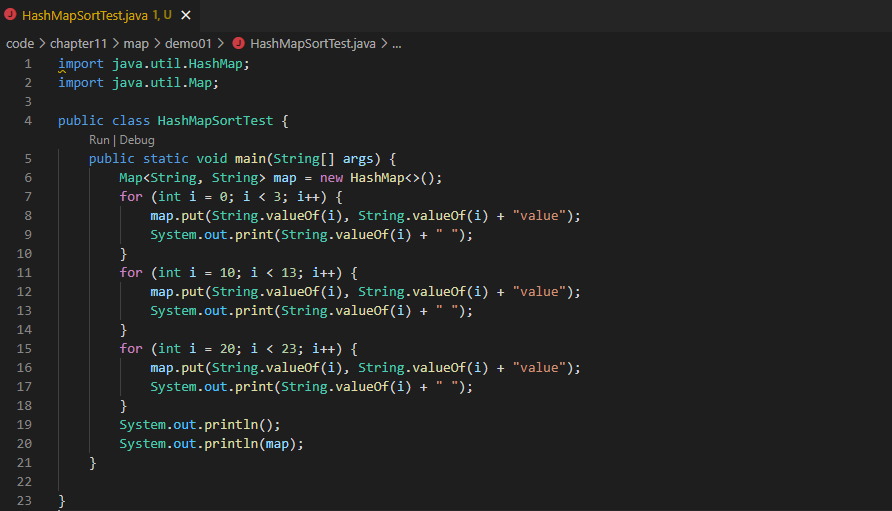 HashMapSortTest.java 1, U ×
code > chapter11 > map > demo01 > HashMapSortTest.java > ...
1 import java.util.HashMap;
2 import java.util.Map;
3
4 public class HashMapSortTest {
Run | Debug
5     public static void main(String[] args) {
6         Map<String, String> map = new HashMap<>();
7         for (int i = 0; i < 3; i++) {
8             map.put(String.valueOf(i), String.valueOf(i) + "value");
9             System.out.print(String.valueOf(i) + " ");
10         }
11         for (int i = 10; i < 13; i++) {
12             map.put(String.valueOf(i), String.valueOf(i) + "value");
13             System.out.print(String.valueOf(i) + " ");
14         }
15         for (int i = 20; i < 23; i++) {
16             map.put(String.valueOf(i), String.valueOf(i) + "value");
17             System.out.print(String.valueOf(i) + " ");
18         }
19         System.out.println();
20         System.out.println(map);
21     }
22
23 }